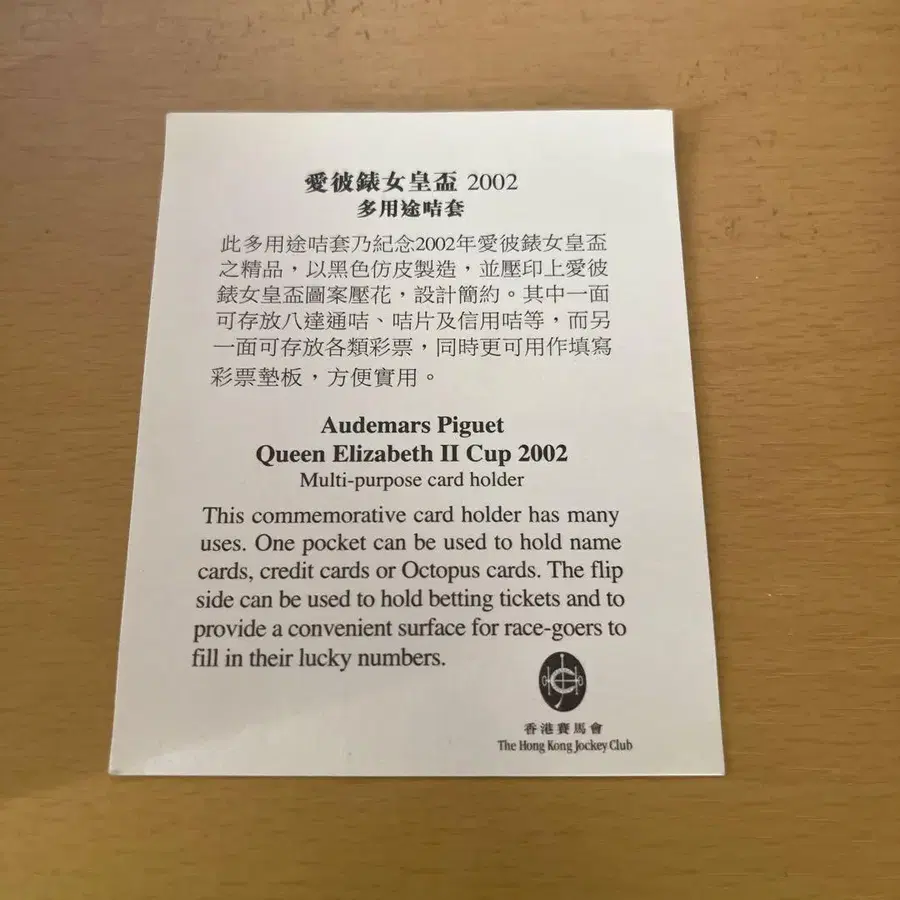 愛彼錶女皇盃 2002
多用途咭套
此多用途咭套乃紀念2002年愛彼錶女皇盃
之精品，以黑色仿皮製造，並壓印上愛彼
錶女皇盃圖案壓花，設計簡約。其中一面
可存放八達通咭、咭片及信用咭等，而另
一面可存放各類彩票，同時更可用作填寫
彩票墊板，方便實用。
Audemars Piguet
Queen Elizabeth II Cup 2002
Multi-purpose card holder
This commemorative card holder has many
uses. One pocket can be used to hold name
cards, credit cards or Octopus cards. The flip
side can be used to hold betting tickets and to
provide a convenient surface for race-goers to
fill in their lucky numbers.
香港賽馬會
The Hong Kong Jockey Club